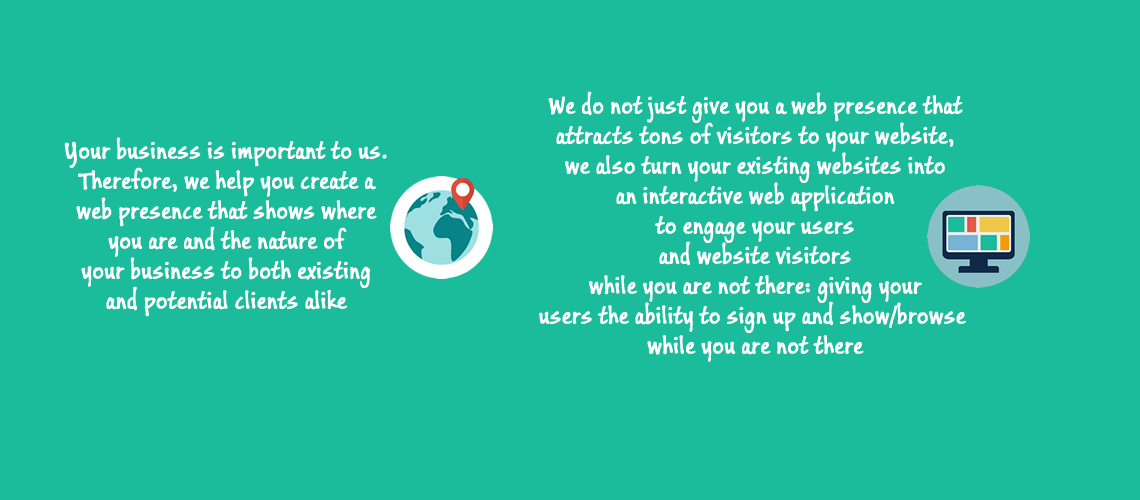 Your business is important to us.
Therefore, we help you create a
web presence that shows where
you are and the nature of
your business to both existing
and potential clients alike
We do not just give you a web presence that
attracts tons of visitors to your website,
we also turn your existing websites into
an interactive web application
to engage your users
and website visitors
while you are not there: giving your
users the ability to sign up and show/browse
while you are not there